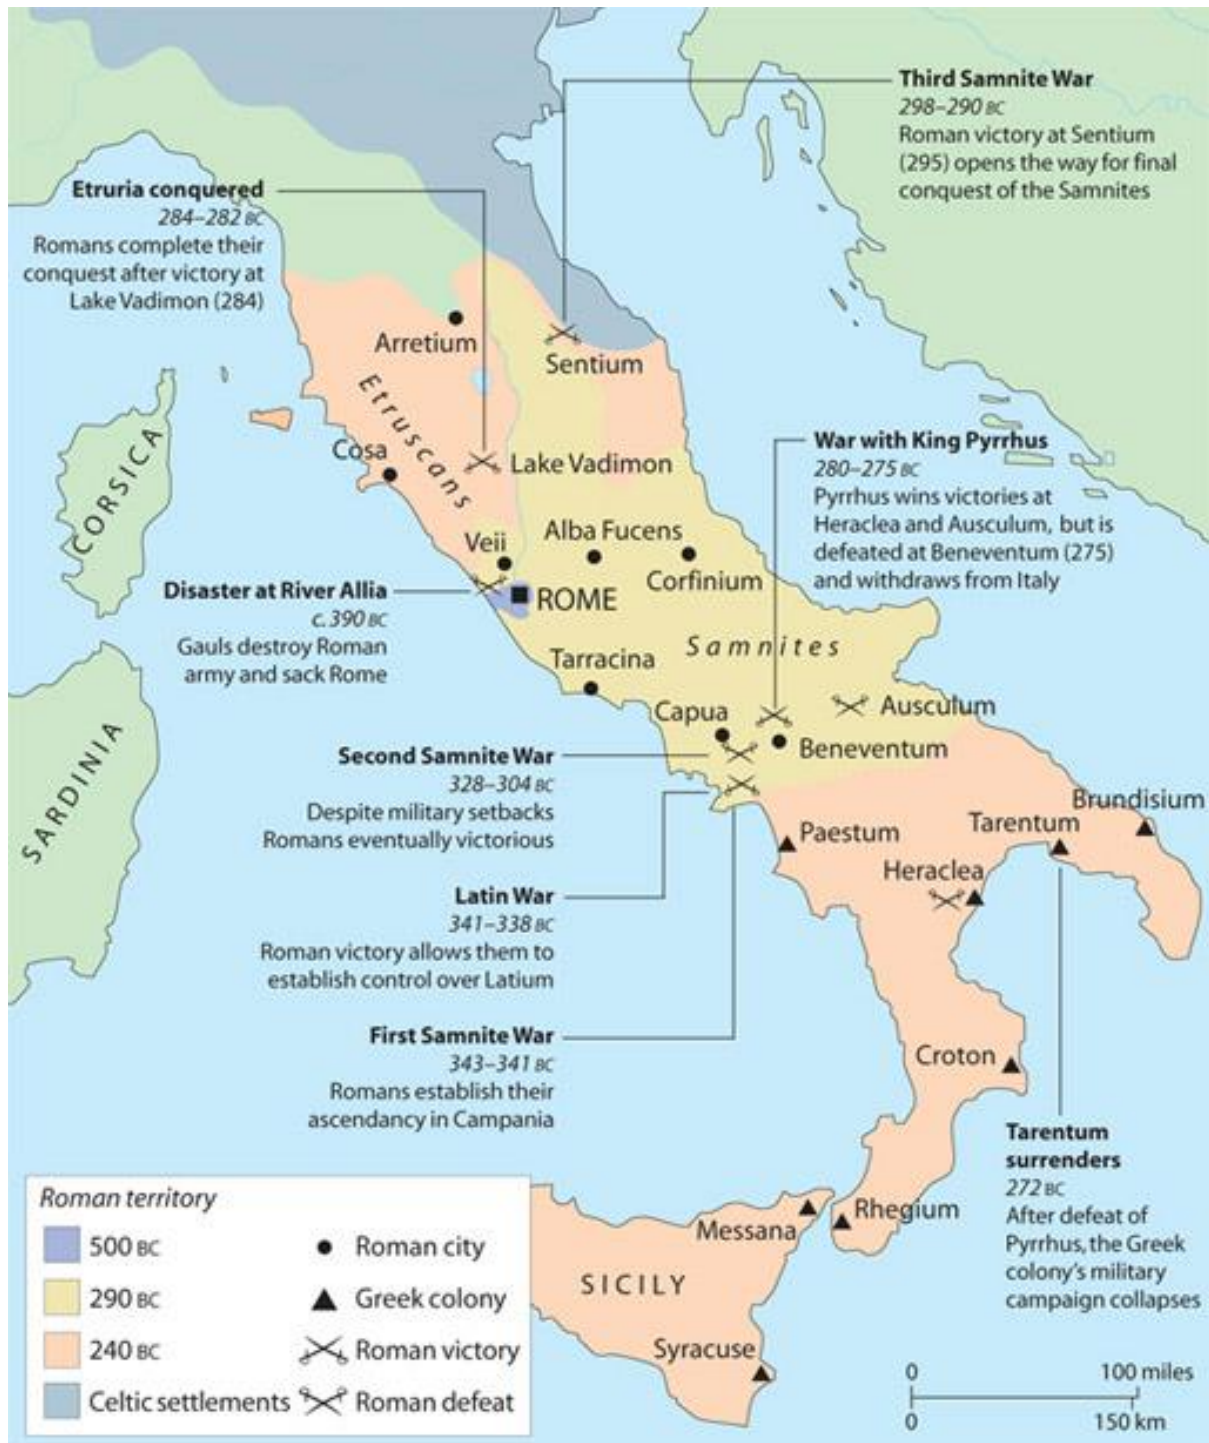 Third Samnite War
298–290 BC
Roman victory at Sentium
(295) opens the way for final
conquest of the Samnites
Etruria conquered
284–282 BC
Romans complete their
conquest after victory at
Lake Vadimon (284)
Arretium
Sentium
Etruscans
CORSICA
Cosa
Lake Vadimon
War with King Pyrrhus
280–275 BC
Pyrrhus wins victories at
Heraclea and Ausculum, but is
defeated at Beneventum (275)
and withdraws from Italy
Veii
Alba Fucens
Corfinium
Disaster at River Allia
c. 390 BC
Gauls destroy Roman
army and sack Rome
ROME
Samnites
Tarracina
Capua
Ausculum
Beneventum
SARDINIA
Second Samnite War
328–304 BC
Despite military setbacks
Romans eventually victorious
Brundisium
Tarentum
Paestum
Heraclea
Latin War
341–338 BC
Roman victory allows them to
establish control over Latium
First Samnite War
343–341 BC
Romans establish their
ascendancy in Campania
Croton
Tarentum
surrenders
272 BC
After defeat of
Pyrrhus, the Greek
colony's military
campaign collapses
Rhegium
Messana
SICILY
Syracuse
Roman territory
500 BC
290 BC
240 BC
Celtic settlements
Roman city
Greek colony
Roman victory
Roman defeat
0 100 miles
0 150 km